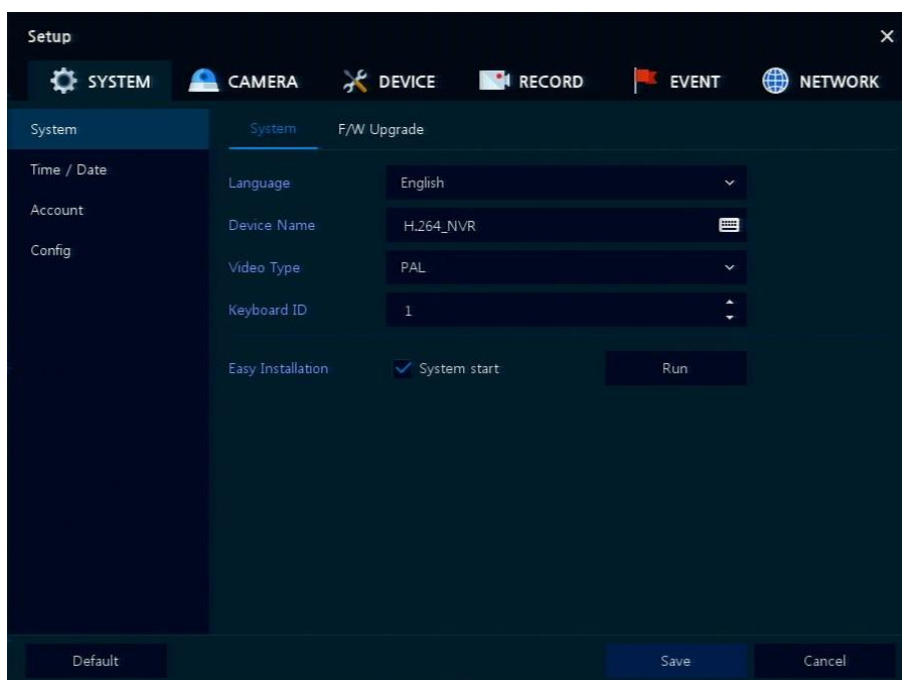 Setup
SYSTEM CAMERA DEVICE RECORD EVENT NETWORK
System System F/W Upgrade
Time / Date
Account
Config
Language English
Device Name H.264_NVR
Video Type PAL
Keyboard ID 1
Easy Installation System start Run
Default Save Cancel